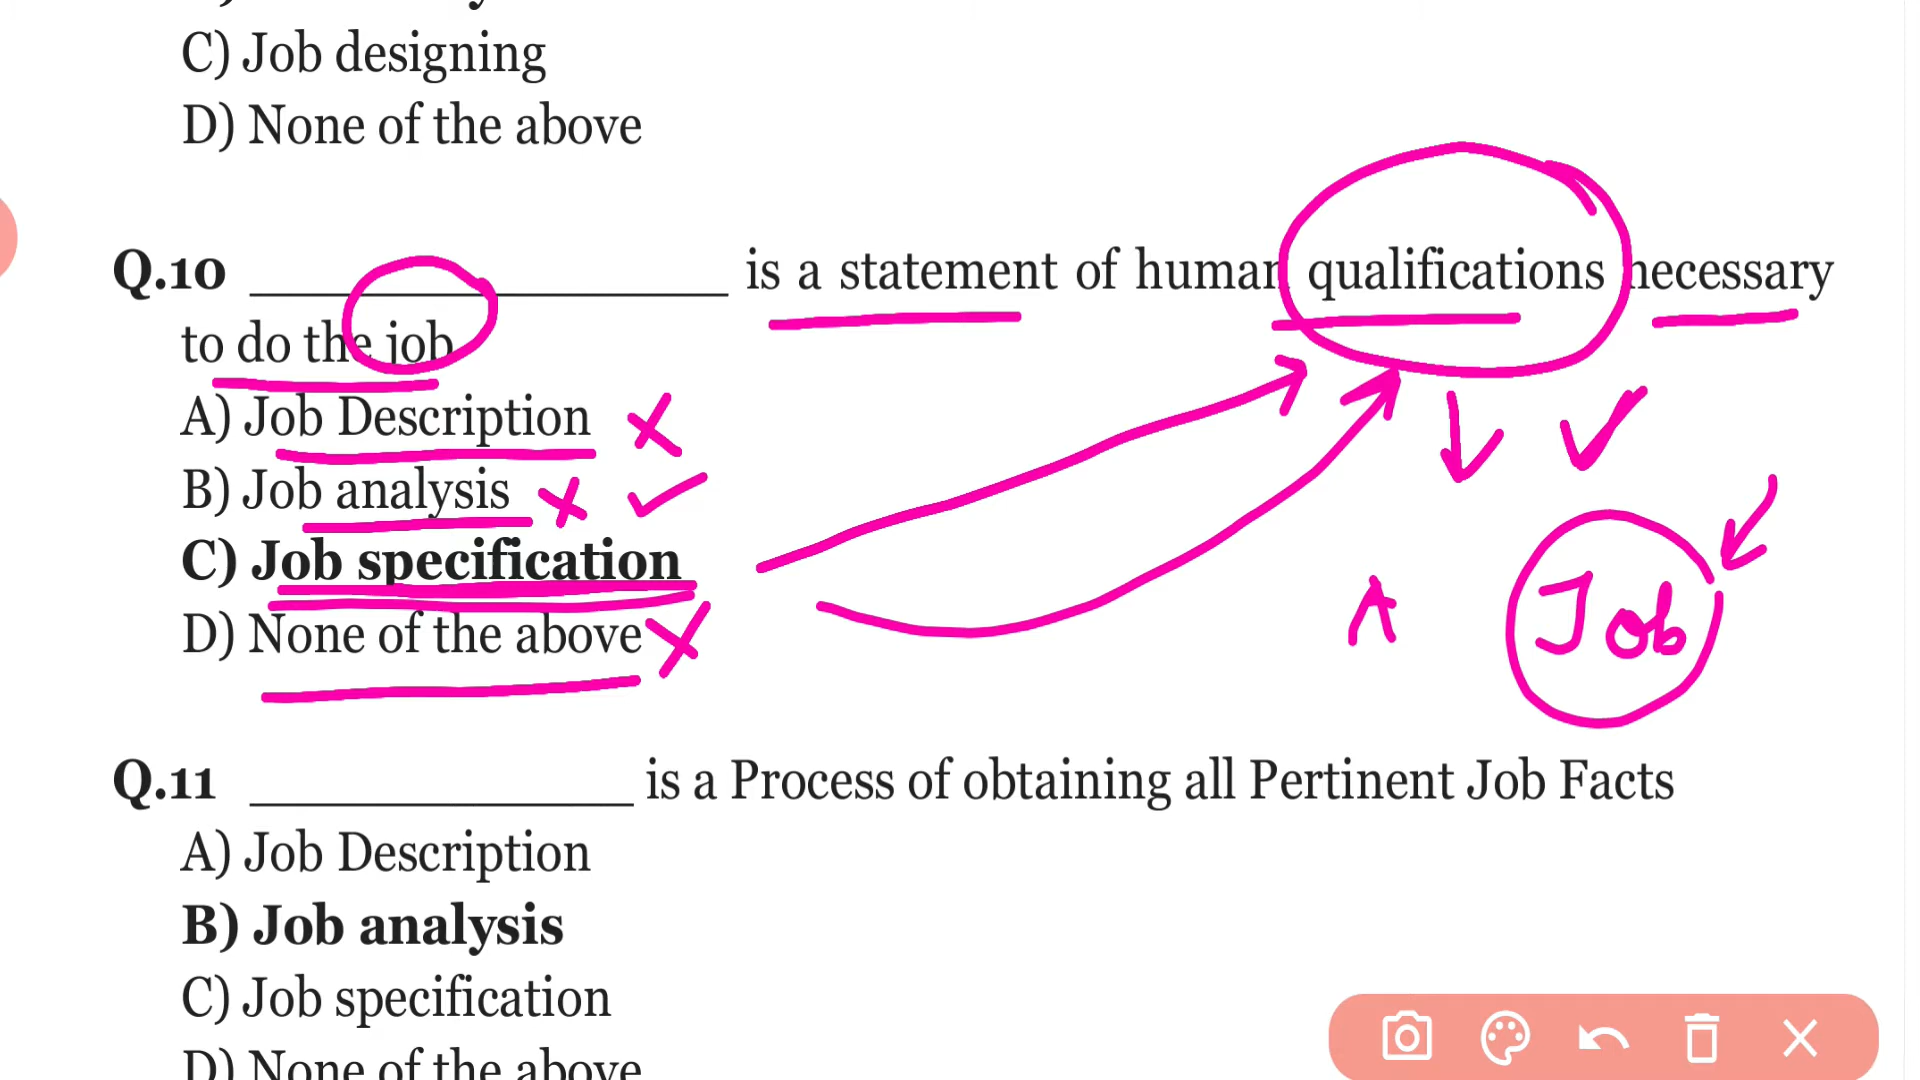 C) Job designing
D) None of the above
Q.10 __________________ is a statement of human qualifications necessary
to do the job
A) Job Description
B) Job analysis
C) Job specification
D) None of the above
A Job
Q.11 ______________ is a Process of obtaining all Pertinent Job Facts
A) Job Description
B) Job analysis
C) Job specification
D) None of the above